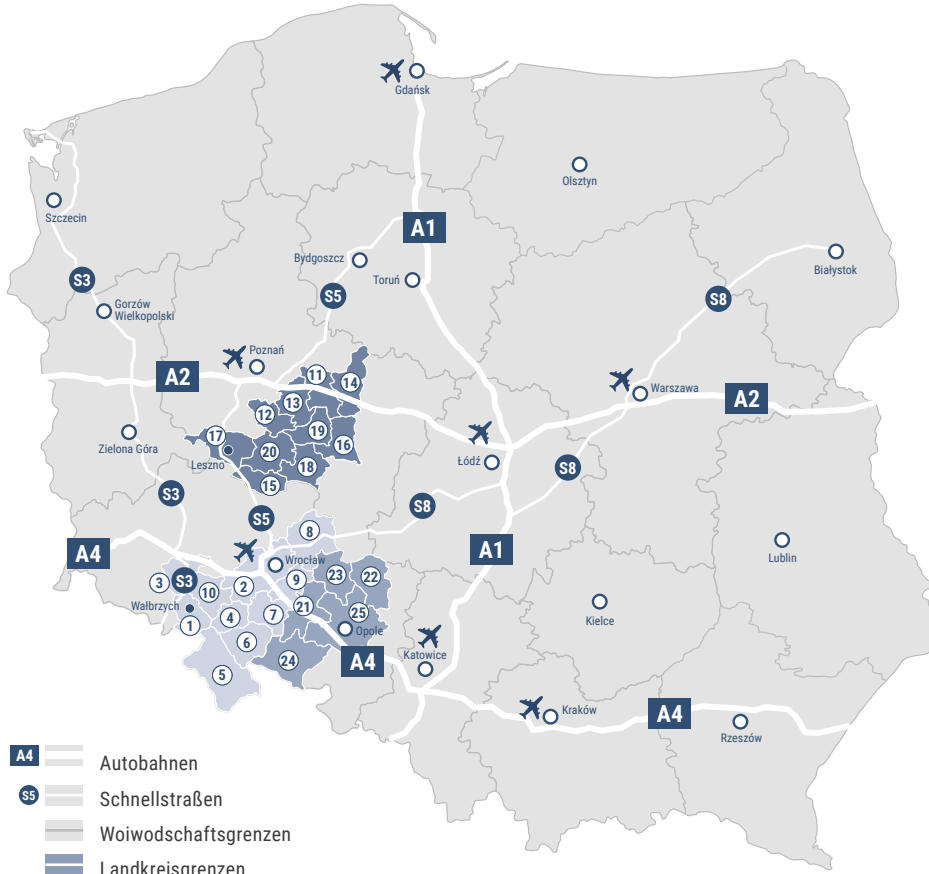 Gdańsk
Olsztyn
Szczecin
A1
Bydgoszcz
Toruń
Białystok
S3
S5
S8
Gorzów
Wielkopolski
Poznań
A2
11
14
Warszawa
A2
13
12
17
19
16
Zielona Góra
Leszno
20
Łódź
18
S8
15
S3
S8
S5
8
A4
A1
Wrocław
Lublin
3
S3
10
2
9
23
22
Wałbrzych
21
Kielce
1
4
7
25
Opole
6
Katowice
24
A4
5
Kraków
A4
Rzeszów
A4 Autobahnen
S5 Schnellstraßen
Woiwodschaftsgrenzen
Landkreisgrenzen